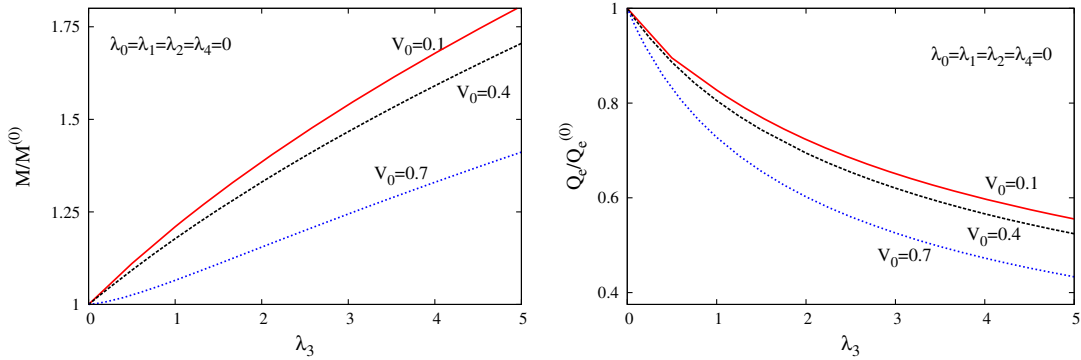 1.75
1.5
1.25
1
M/M^(0)
λ₀=λ₁=λ₂=λ₄=0
V₀=0.1
V₀=0.4
V₀=0.7
0 1 2 3 4 5
λ₃
1
0.8
0.6
0.4
Qₑ/Qₑ^(0)
λ₀=λ₁=λ₂=λ₄=0
V₀=0.1
V₀=0.4
V₀=0.7
0 1 2 3 4 5
λ₃